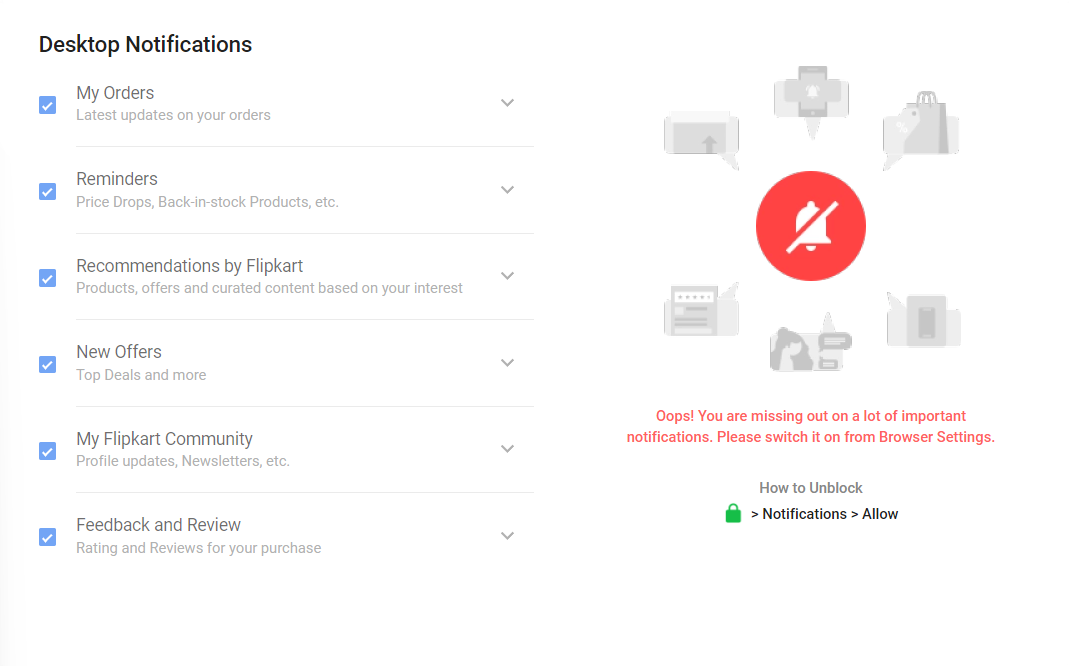 Desktop Notifications
My Orders
Latest updates on your orders
Reminders
Price Drops, Back-in-stock Products, etc.
Recommendations by Flipkart
Products, offers and curated content based on your interest
New Offers
Top Deals and more
My Flipkart Community
Profile updates, Newsletters, etc.
Feedback and Review
Rating and Reviews for your purchase
Oops! You are missing out on a lot of important
notifications. Please switch it on from Browser Settings.
How to Unblock
> Notifications > Allow